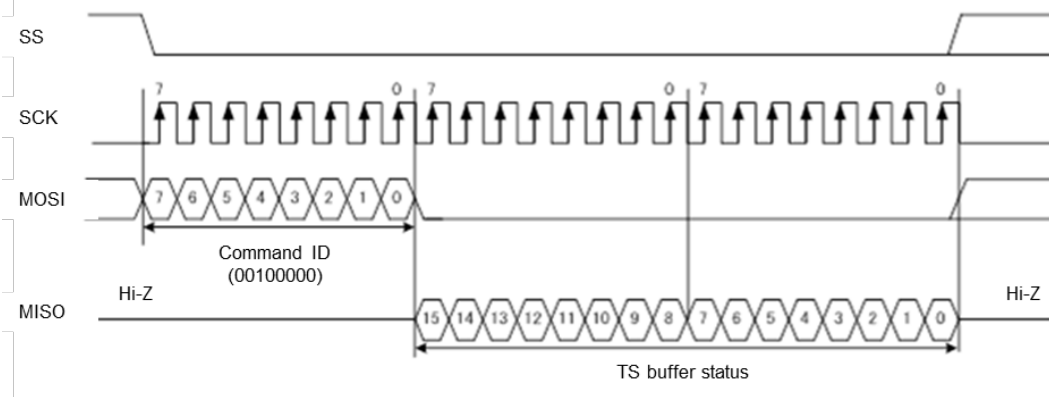 SS
SCK
7 0 7 0 7 0
MOSI
7 6 5 4 3 2 1 0
Command ID
(00100000)
Hi-Z Hi-Z
MISO
15 14 13 12 11 10 9 8 7 6 5 4 3 2 1 0
TS buffer status